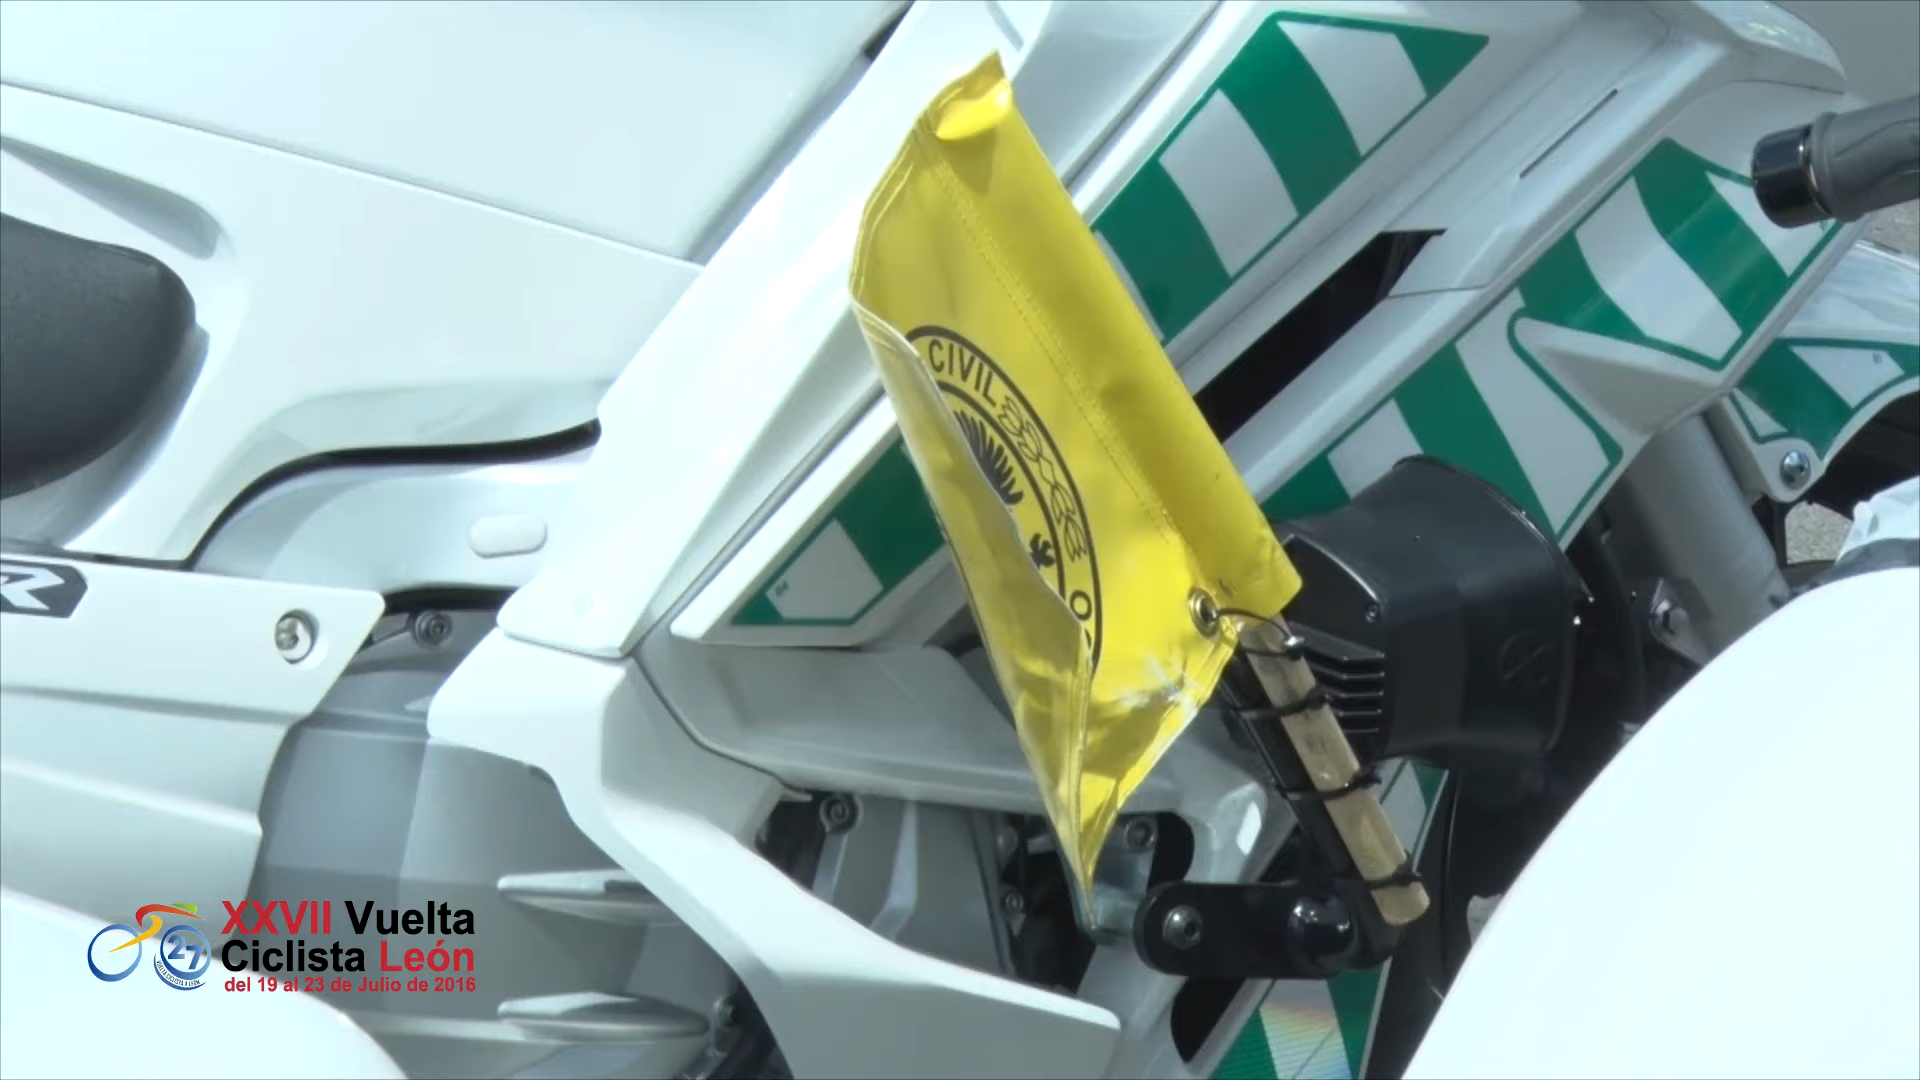 CIVIL
XXVII Vuelta
Ciclista León
del 19 al 23 de Julio de 2016
27